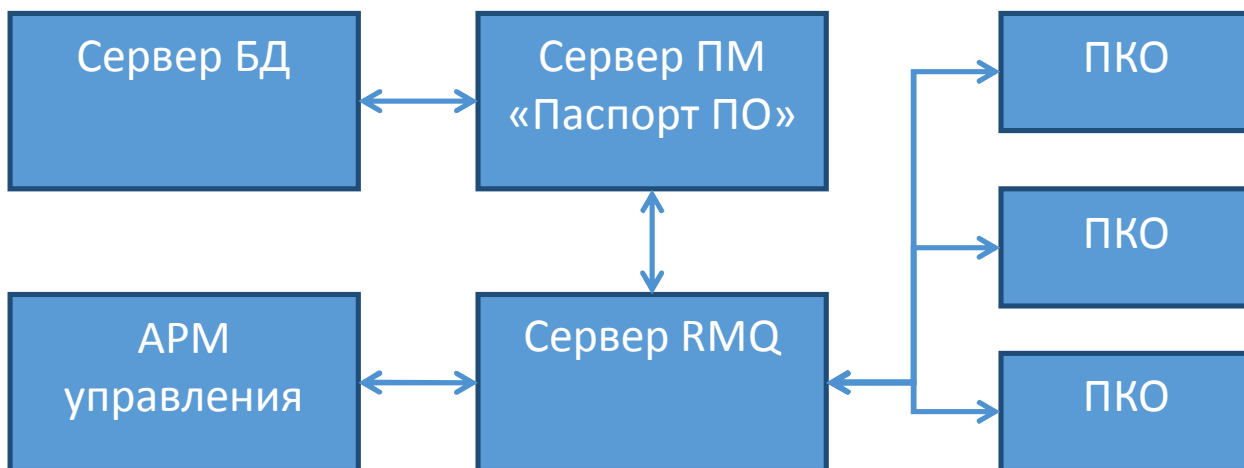 Сервер БД
Сервер ПМ
«Паспорт ПО»
ПКО
ПКО
АРМ
управления
Сервер RMQ
ПКО